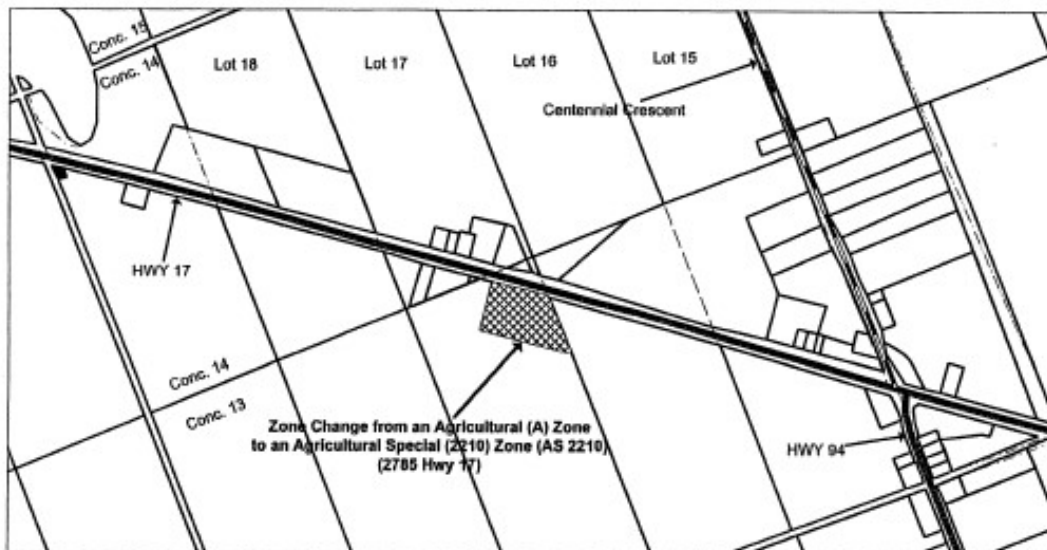 Conc. 15
Conc. 14
Lot 18
Lot 17
Lot 16
Lot 15
Centennial Crescent
HWY 17
Conc. 14
Conc. 13
Zone Change from an Agricultural (A) Zone
to an Agricultural Special (2210) Zone (AS 2210)
(2785 Hwy 17)
HWY 94